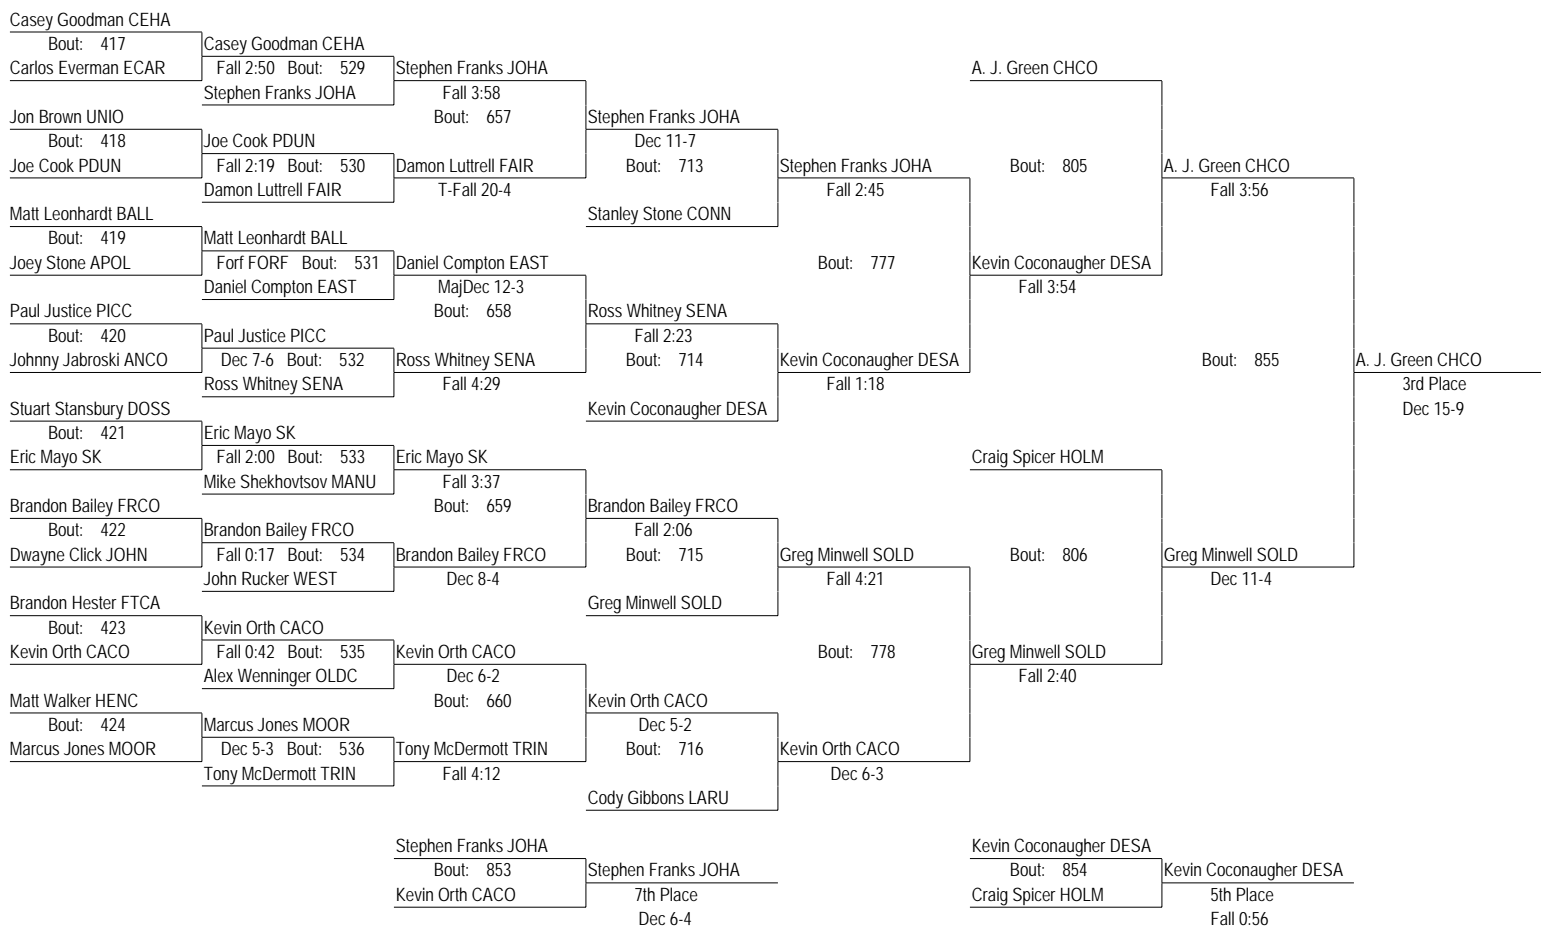 Casey Goodman CEHA
Bout: 417 Casey Goodman CEHA
Carlos Everman ECAR Fall 2:50 Bout: 529 Stephen Franks JOHA A. J. Green CHCO
Stephen Franks JOHA Fall 3:58
Jon Brown UNIO Bout: 657 Stephen Franks JOHA
Bout: 418 Joe Cook PDUN Dec 11-7
Joe Cook PDUN Fall 2:19 Bout: 530 Damon Luttrell FAIR Bout: 713 Stephen Franks JOHA Bout: 805 A. J. Green CHCO
Damon Luttrell FAIR T-Fall 20-4 Fall 2:45 Fall 3:56
Matt Leonhardt BALL Stanley Stone CONN
Bout: 419 Matt Leonhardt BALL
Joey Stone APOL Forf FORF Bout: 531 Daniel Compton EAST Bout: 777 Kevin Coconaugher DESA
Daniel Compton EAST MajDec 12-3 Fall 3:54
Paul Justice PICC Bout: 658 Ross Whitney SENA
Bout: 420 Paul Justice PICC Fall 2:23
Johnny Jabroski ANCO Dec 7-6 Bout: 532 Ross Whitney SENA Bout: 714 Kevin Coconaugher DESA Bout: 855 A. J. Green CHCO
Ross Whitney SENA Fall 4:29 Fall 1:18 3rd Place
Stuart Stansbury DOSS Kevin Coconaugher DESA Dec 15-9
Bout: 421 Eric Mayo SK
Eric Mayo SK Fall 2:00 Bout: 533 Eric Mayo SK Craig Spicer HOLM
Mike Shekhovtsov MANU Fall 3:37
Brandon Bailey FRCO Bout: 659 Brandon Bailey FRCO
Bout: 422 Brandon Bailey FRCO Fall 2:06
Dwayne Click JOHN Fall 0:17 Bout: 534 Brandon Bailey FRCO Bout: 715 Greg Minwell SOLD Bout: 806 Greg Minwell SOLD
John Rucker WEST Dec 8-4 Fall 4:21 Dec 11-4
Brandon Hester FTCA Greg Minwell SOLD
Bout: 423 Kevin Orth CACO
Kevin Orth CACO Fall 0:42 Bout: 535 Kevin Orth CACO Bout: 778 Greg Minwell SOLD
Alex Wenninger OLDC Dec 6-2 Fall 2:40
Matt Walker HENC Bout: 660 Kevin Orth CACO
Bout: 424 Marcus Jones MOOR Dec 5-2
Marcus Jones MOOR Dec 5-3 Bout: 536 Tony McDermott TRIN Bout: 716 Kevin Orth CACO
Tony McDermott TRIN Fall 4:12 Dec 6-3
Cody Gibbons LARU
Stephen Franks JOHA Kevin Coconaugher DESA
Bout: 853 Stephen Franks JOHA Bout: 854 Kevin Coconaugher DESA
Kevin Orth CACO 7th Place Craig Spicer HOLM 5th Place
Dec 6-4 Fall 0:56